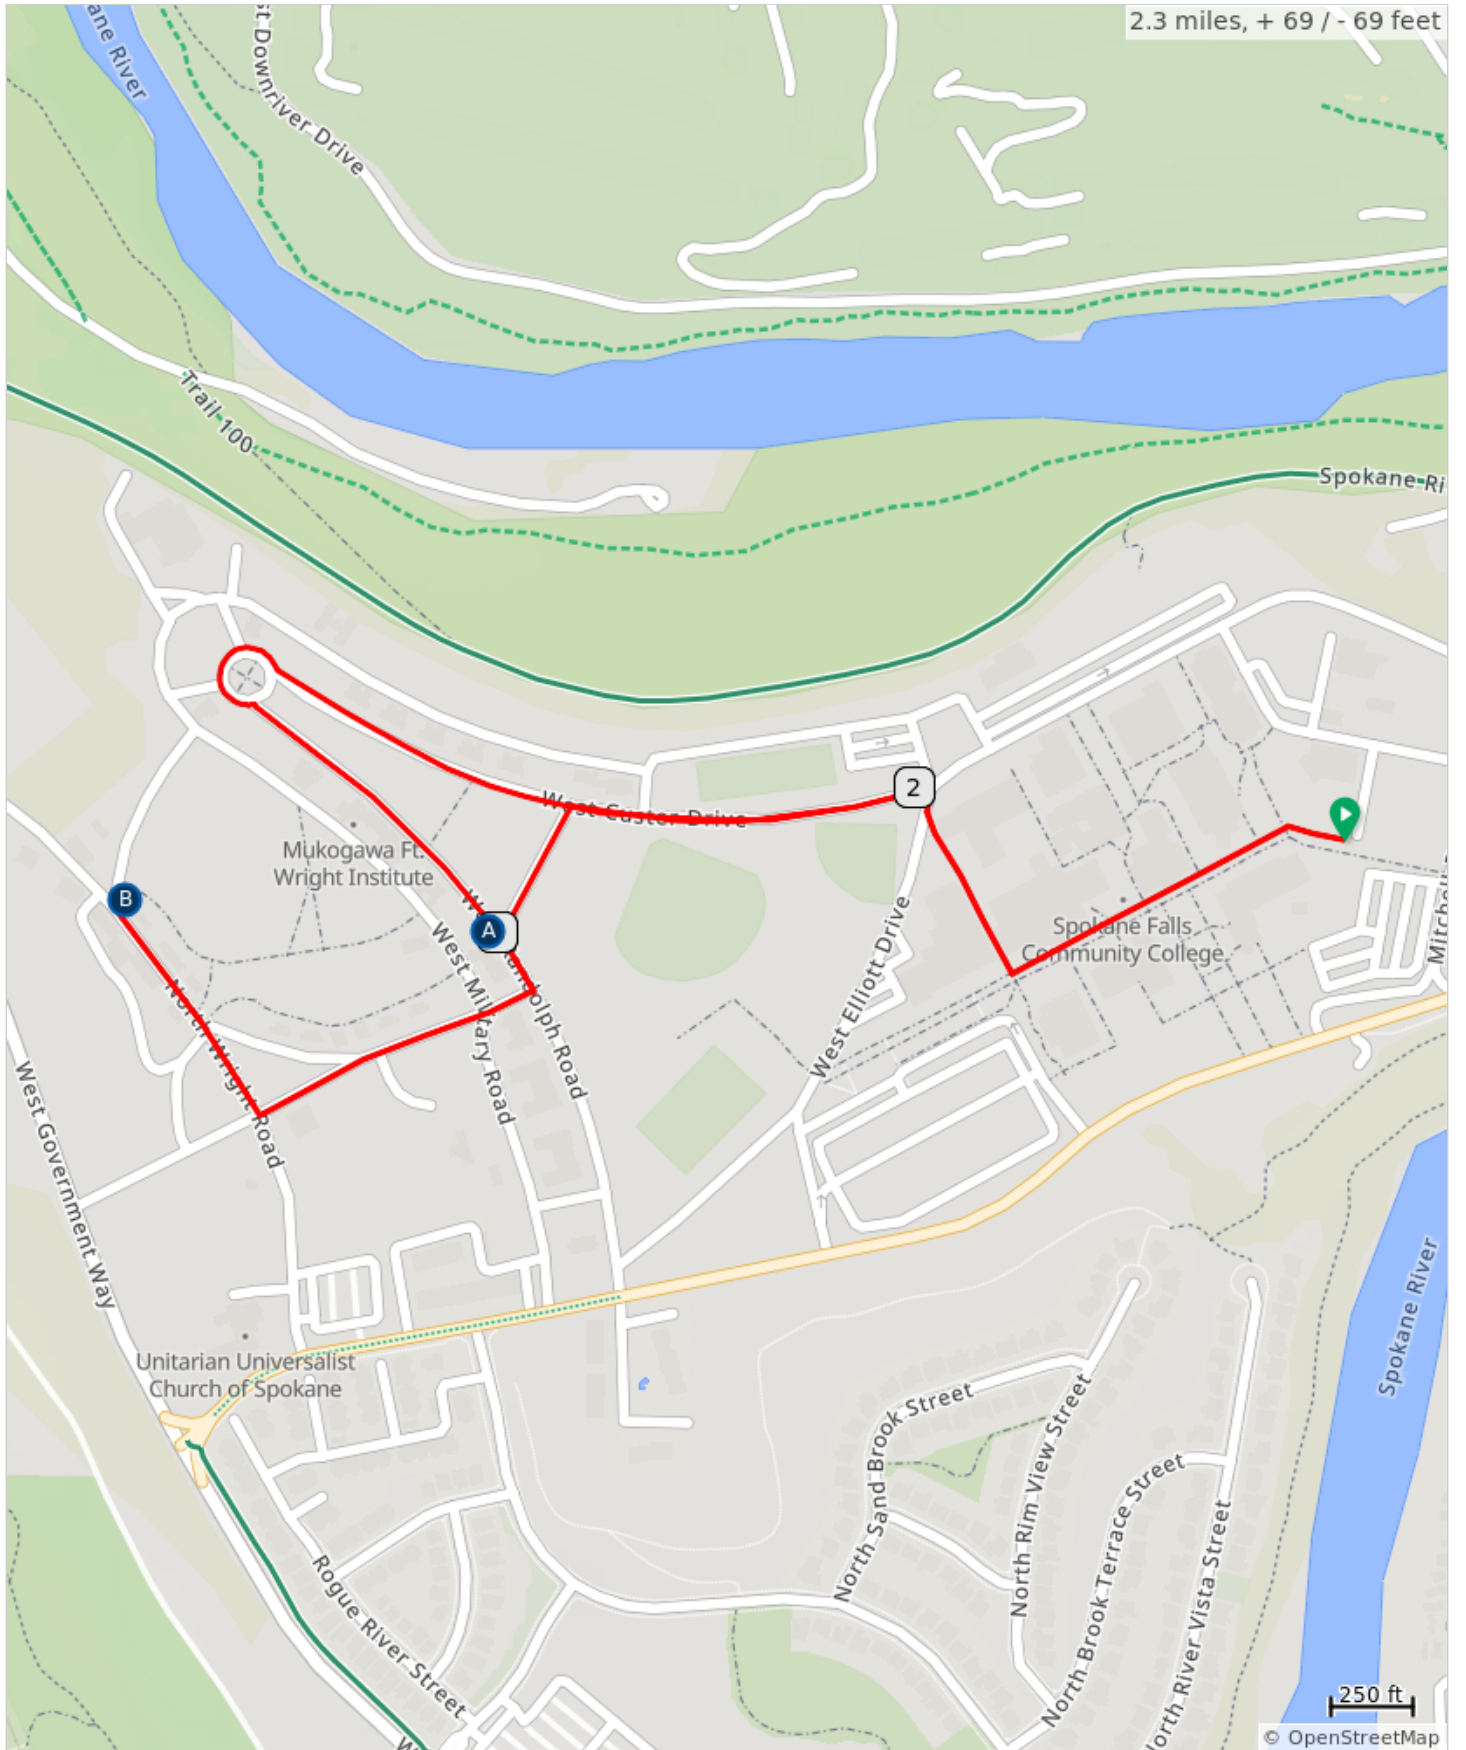 2.3 miles, + 69 / - 69 feet
ane River
st Downriver Drive
Trail 100
Spokane Ri
West Custer Drive
2
Mukogawa Ft.
Wright Institute
B
A
Spokane Falls
Community College
West Elliott Drive
West Military Road
olph Road
North Wright Road
West Government Way
Spokane River
Unitarian Universalist
Church of Spokane
North Sand Brook Street
North Rim View Street
North Brook Terrace Street
orth River Vista Street
Rogue River Street
W
250 ft
© OpenStreetMap